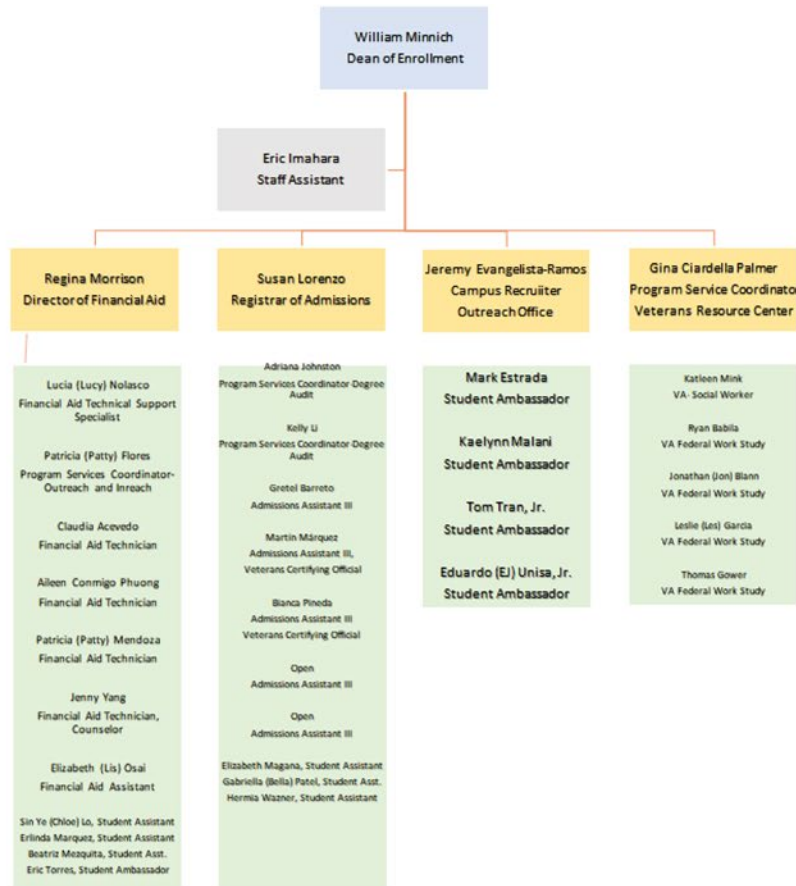 William Minnich
Dean of Enrollment
Eric Imahara
Staff Assistant
Regina Morrison
Director of Financial Aid
Susan Lorenzo
Registrar of Admissions
Jeremy Evangelista-Ramos
Campus Recruiiter
Outreach Office
Gina Ciardella Palmer
Program Service Coordinato
Veterans Resource Center
Lucia (Lucy) Nolasco
Financial Aid Technical Support
Specialist
Patricia (Patty) Flores
Program Services Coordinator-
Outreach and Inreach
Claudia Acevedo
Financial Aid Technician
Aileen Conmigo Phuong
Financial Aid Technician
Patricia (Patty) Mendoza
Financial Aid Technician
Jenny Yang
Financial Aid Technician,
Counselor
Elizabeth (Lis) Osai
Financial Aid Assistant
Sin Ye (Chloe) Lo, Student Assistant
Erlinda Marquez, Student Assistant
Beatriz Mezquita, Student Asst.
Eric Torres, Student Ambassador
Adriana Johnston
Program Services Coordinator-Degree
Audit
Kelly Li
Program Services Coordinator-Degree
Audit
Gretel Barreto
Admissions Assistant III
Martin Márquez
Admissions Assistant III,
Veterans Certifying Official
Bianca Pineda
Admissions Assistant III
Veterans Certifying Official
Open
Admissions Assistant III
Open
Admissions Assistant III
Elizabeth Magana, Student Assistant
Gabriella (Bella) Patel, Student Asst.
Hermia Wazner, Student Assistant
Mark Estrada
Student Ambassador
Kaelynn Malani
Student Ambassador
Tom Tran, Jr.
Student Ambassador
Eduardo (EJ) Unisa, Jr.
Student Ambassador
Katleen Mink
VA- Social Worker
Ryan Babila
VA Federal Work Study
Jonathan (Jon) Blann
VA Federal Work Study
Leslie (Les) Garcia
VA Federal Work Study
Thomas Gower
VA Federal Work Study